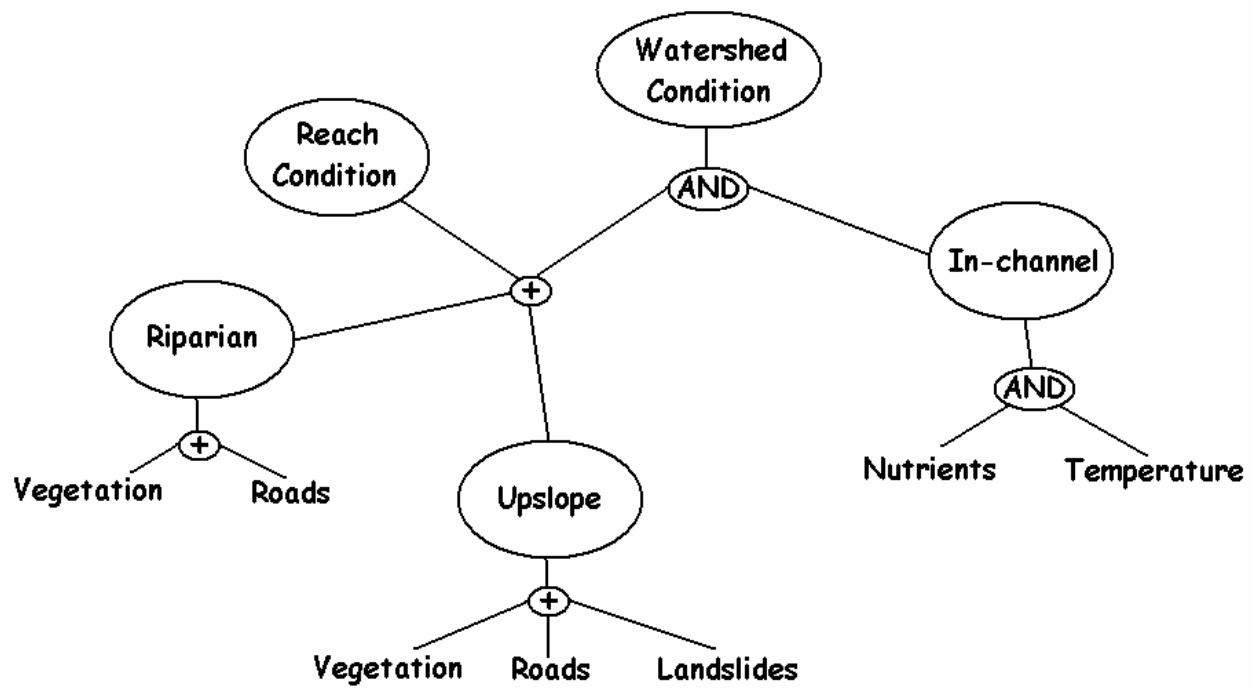 Watershed
Condition
Reach
Condition
AND
In-channel
+
Riparian
AND
+
Nutrients
Temperature
Vegetation
Roads
Upslope
+
Vegetation
Roads
Landslides